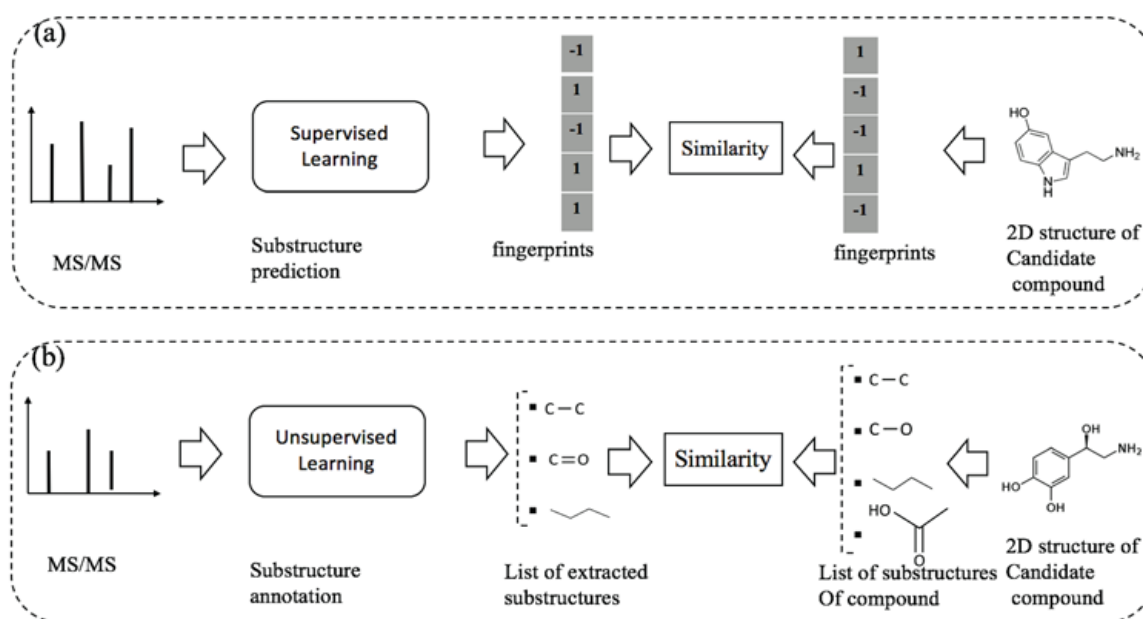 (a)
MS/MS
Supervised
Learning
Substructure
prediction
-1
1
-1
1
1
fingerprints
Similarity
1
-1
-1
1
-1
fingerprints
HO
NH₂
N
H
2D structure of
Candidate
compound
(b)
MS/MS
Unsupervised
Learning
Substructure
annotation
▪ C–C
▪ C=O
▪
List of extracted
substructures
Similarity
▪ C–C
▪ C–O
▪
HO
▪
O
List of substructures
Of compound
OH
NH₂
HO
OH
2D structure of
Candidate
compound